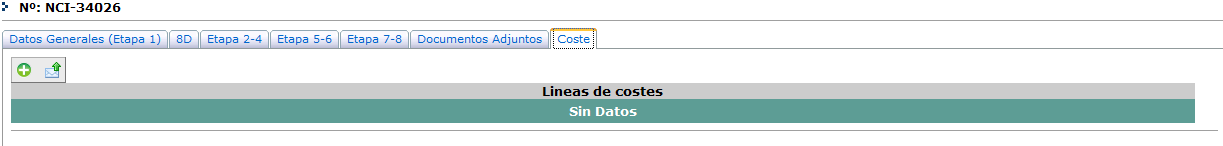 Nº: NCI-34026
Datos Generales (Etapa 1) 8D Etapa 2-4 Etapa 5-6 Etapa 7-8 Documentos Adjuntos Coste
Lineas de costes
Sin Datos